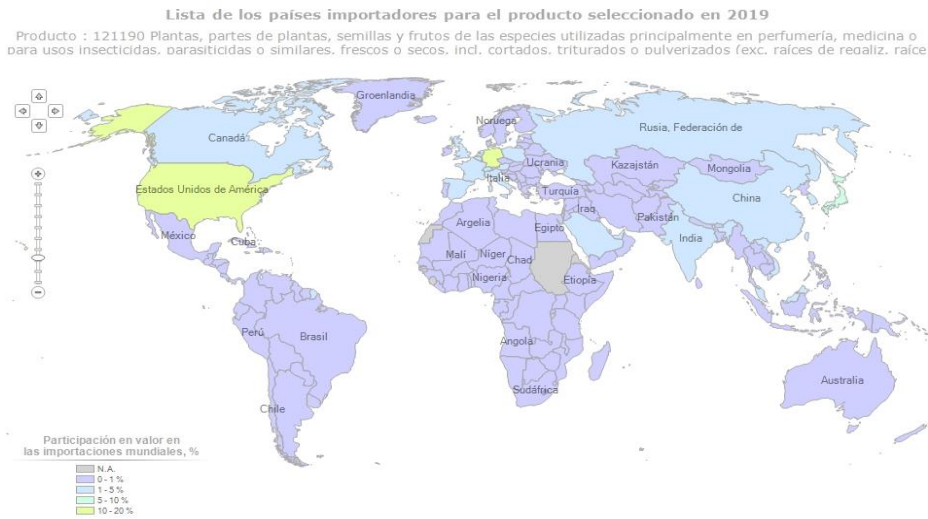 Lista de los países importadores para el producto seleccionado en 2019
Producto : 121190 Plantas, partes de plantas, semillas y frutos de las especies utilizadas principalmente en perfumería, medicina o
para usos insecticidas, parasiticidas o similares, frescos o secos, incl. cortados, triturados o pulverizados (exc. raíces de regaliz, raíce
Groenlandia
Noruega
Canadá
Rusia, Federación de
Ucrania
Kazajstán
Mongolia
Italia
Estados Unidos de América
Turquía
China
Iraq
Pakistán
México
Cuba
Argelia
Egipto
India
Malí
Níger
Chad
Nigeria
Etiopía
Perú
Brasil
Angola
Australia
Sudáfrica
Chile
Participación en valor en
las importaciones mundiales, %
N.A.
0 - 1 %
1 - 5 %
5 - 10 %
10 - 20 %